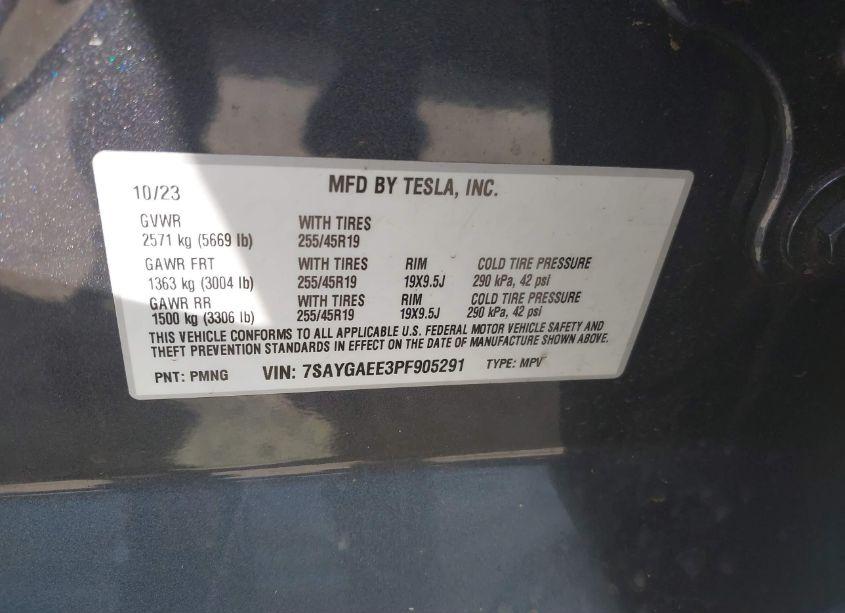 10/23 MFD BY TESLA, INC.
GVWR WITH TIRES
2571 kg (5669 lb) 255/45R19
GAWR FRT WITH TIRES RIM COLD TIRE PRESSURE
1363 kg (3004 lb) 255/45R19 19X9.5J 290 kPa, 42 psi
GAWR RR WITH TIRES RIM COLD TIRE PRESSURE
1500 kg (3306 lb) 255/45R19 19X9.5J 290 kPa, 42 psi
THIS VEHICLE CONFORMS TO ALL APPLICABLE U.S. FEDERAL MOTOR VEHICLE SAFETY AND
THEFT PREVENTION STANDARDS IN EFFECT ON THE DATE OF MANUFACTURE SHOWN ABOVE.
PNT: PMNG VIN: 7SAYGAEE3PF905291 TYPE: MPV